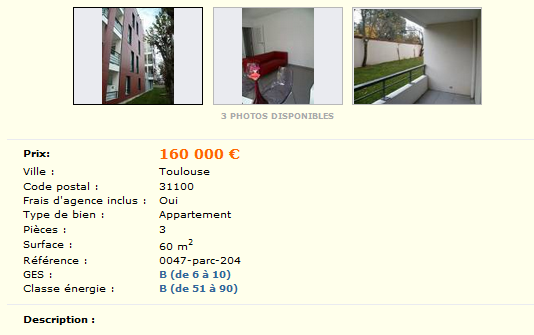 3 PHOTOS DISPONIBLES
Prix: 160 000 €
Ville : Toulouse
Code postal : 31100
Frais d'agence inclus : Oui
Type de bien : Appartement
Pièces : 3
Surface : 60 m²
Référence : 0047-parc-204
GES : B (de 6 à 10)
Classe énergie : B (de 51 à 90)
Description :